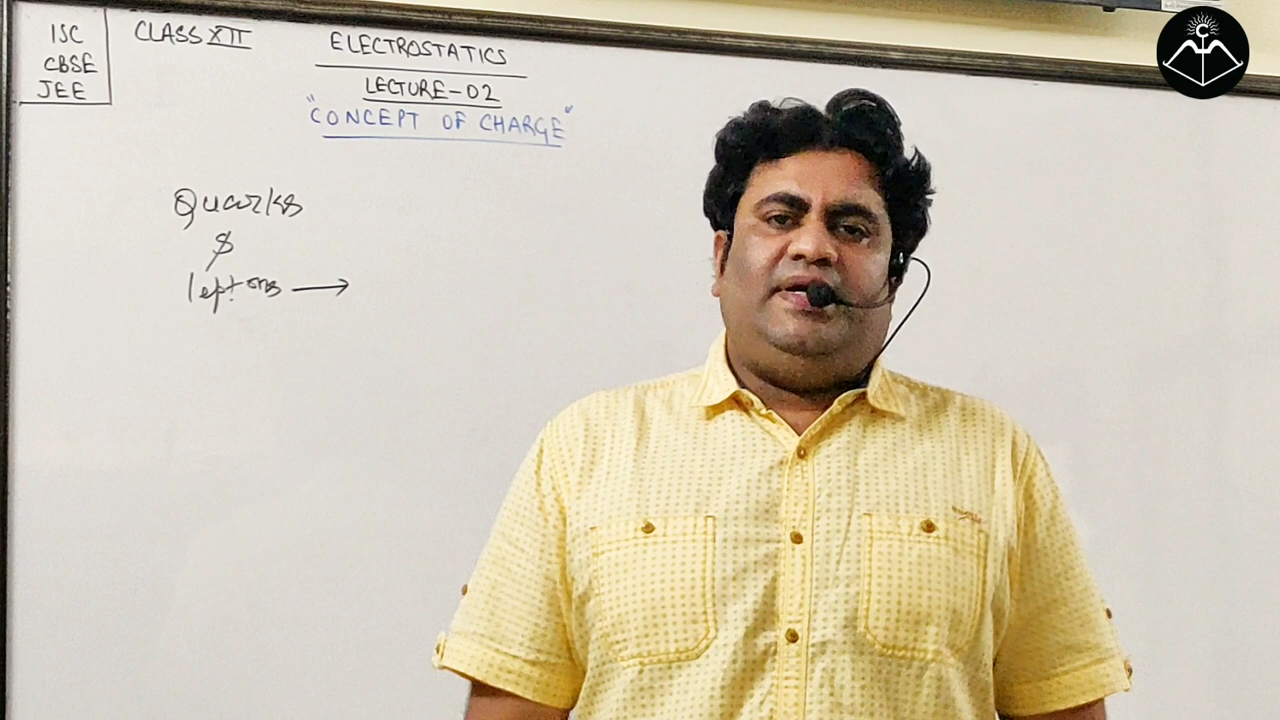 ISC
CBSE
JEE
CLASS XII
ELECTROSTATICS
LECTURE-02
"CONCEPT OF CHARGE"
Quarks
&
leptons →
C